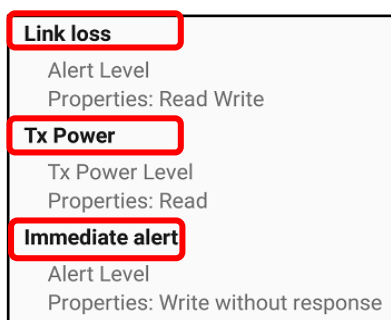 Link loss
Alert Level
Properties: Read Write
Tx Power
Tx Power Level
Properties: Read
Immediate alert
Alert Level
Properties: Write without response